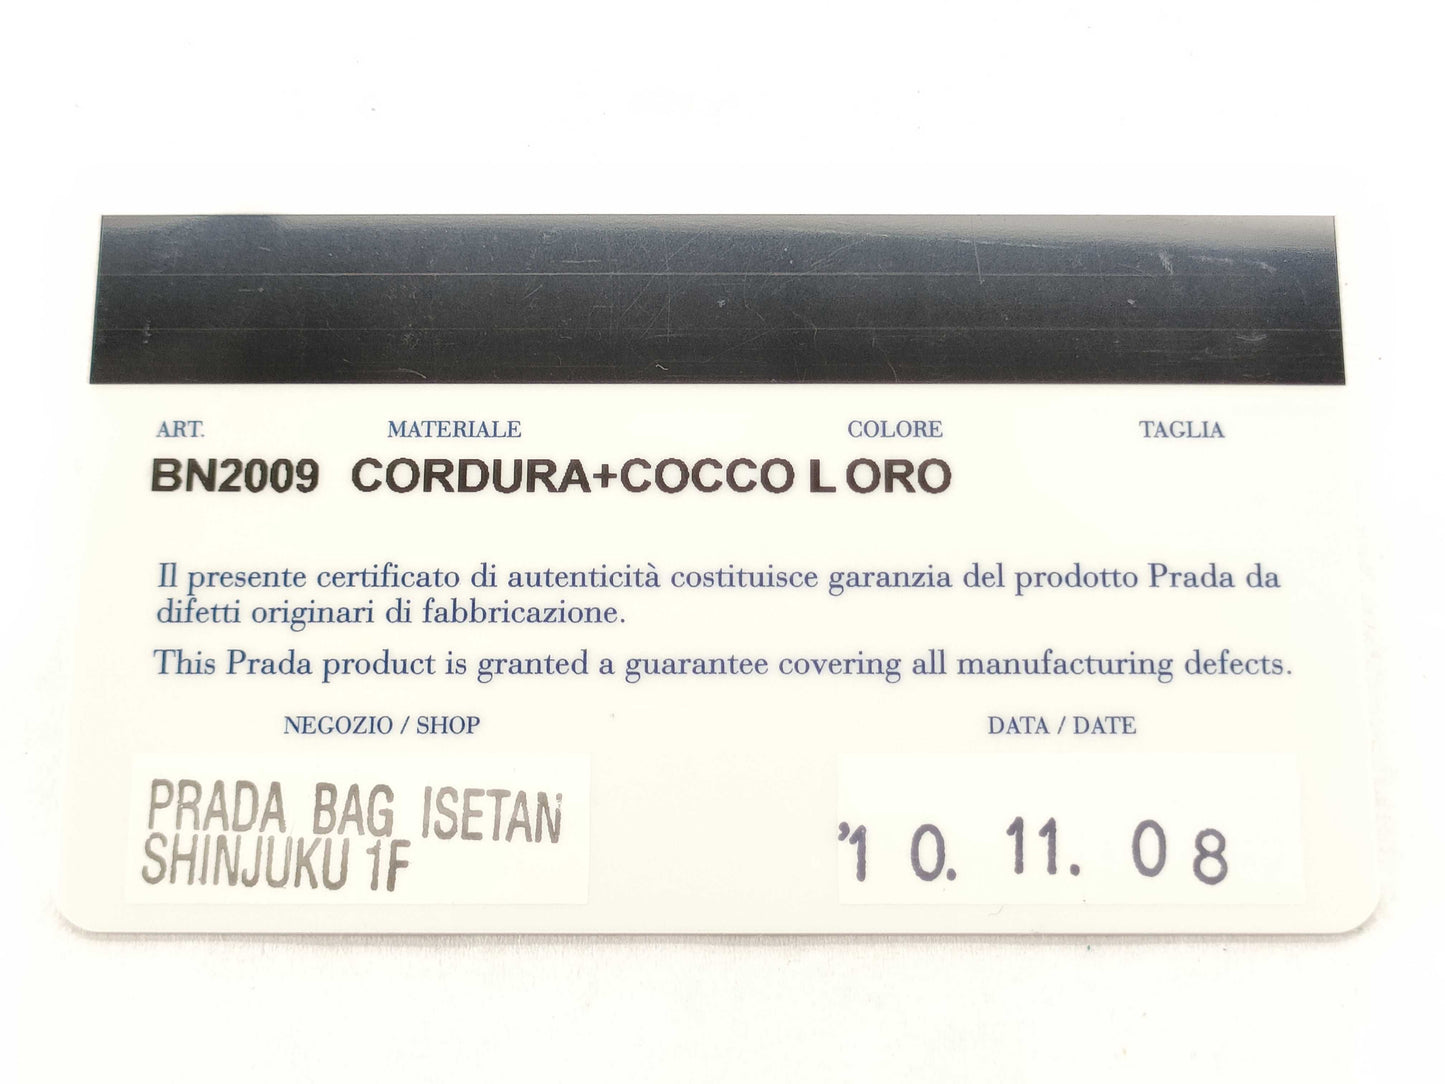 ART. MATERIALE COLORE TAGLIA
BN2009 CORDURA+COCCO L ORO
Il presente certificato di autenticità costituisce garanzia del prodotto Prada da
difetti originari di fabbricazione.
This Prada product is granted a guarantee covering all manufacturing defects.
NEGOZIO / SHOP DATA / DATE
PRADA BAG ISETAN
SHINJUKU 1F
'10. 11. 08